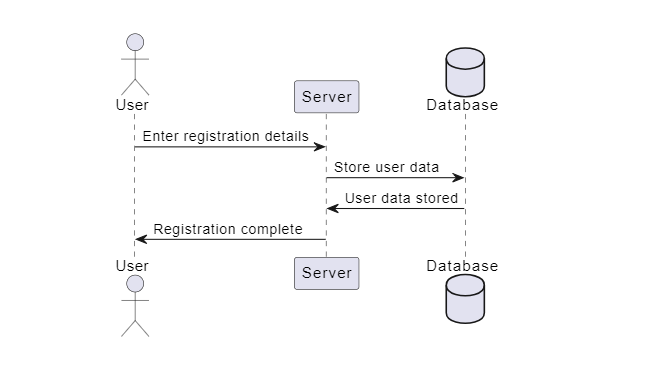 User
Server
Database
Enter registration details
Store user data
User data stored
Registration complete
User
Server
Database